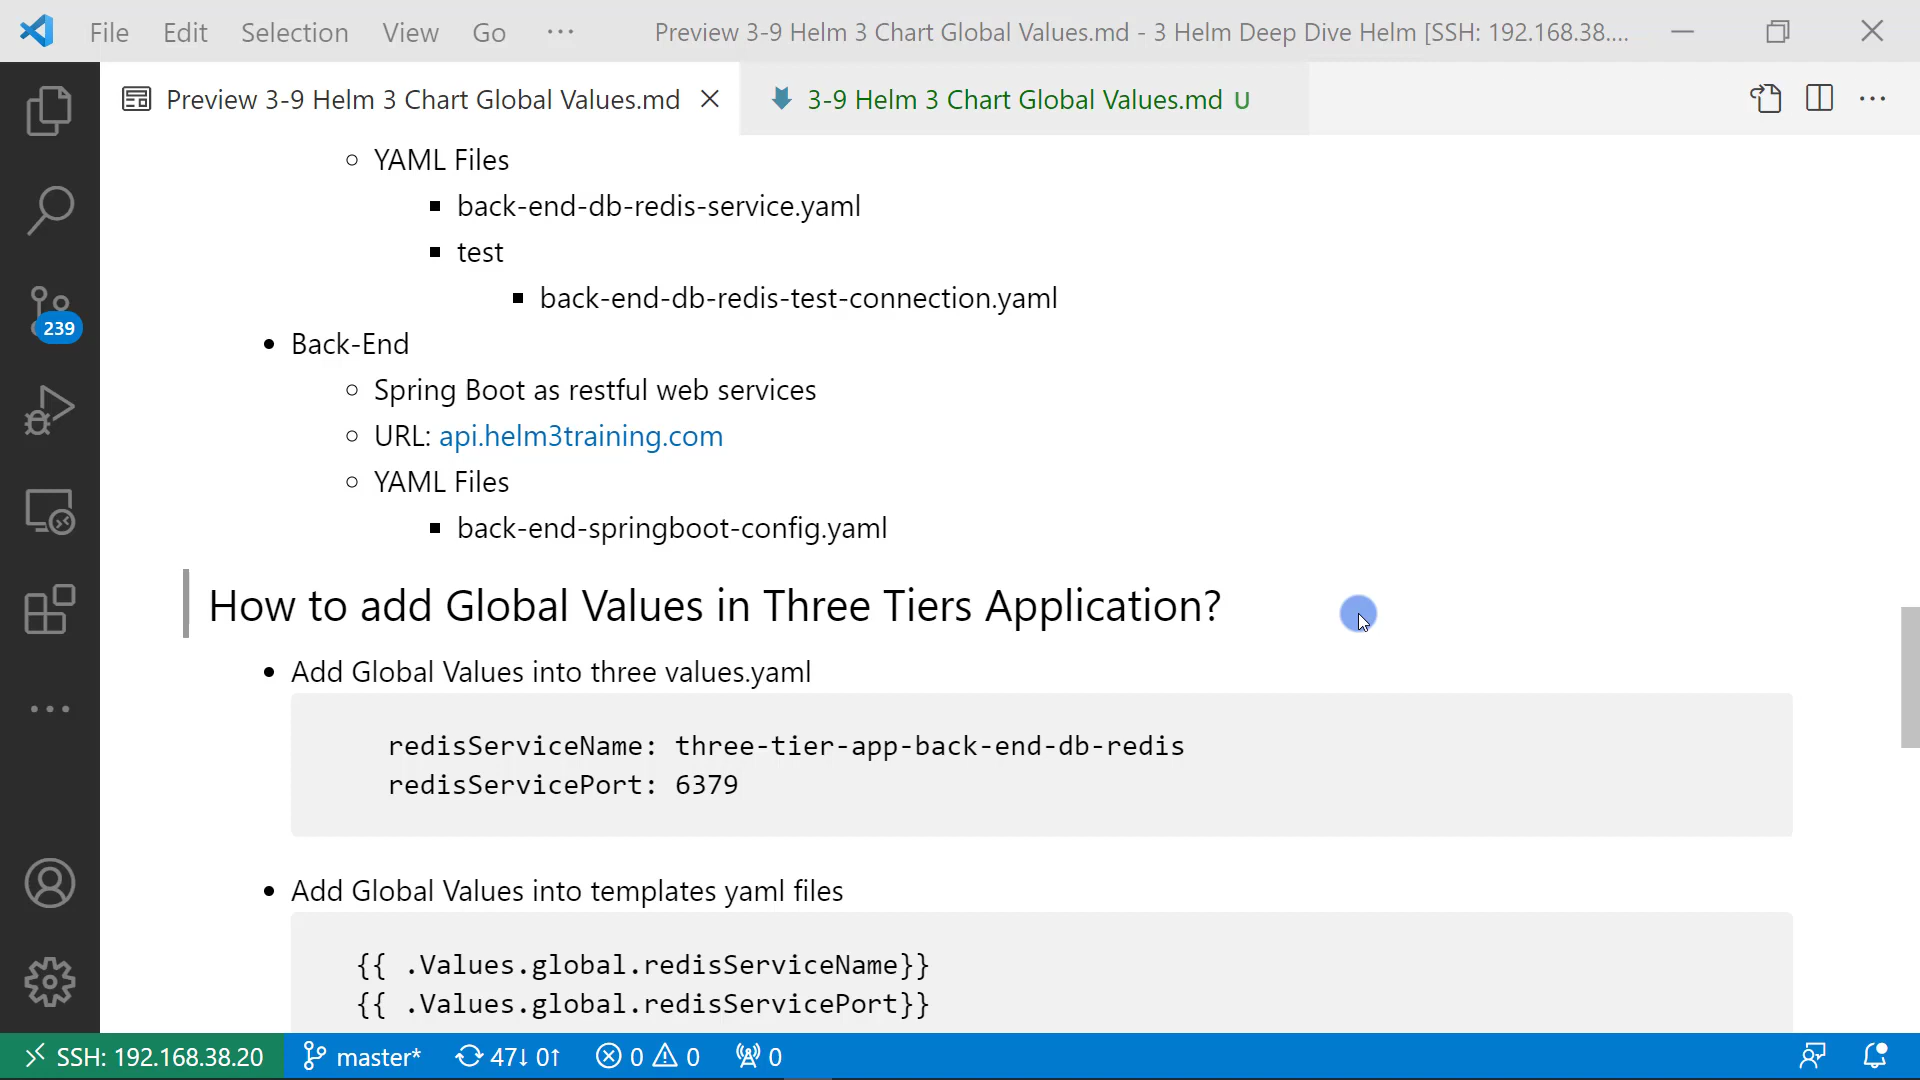 File Edit Selection View Go ··· Preview 3-9 Helm 3 Chart Global Values.md - 3 Helm Deep Dive Helm [SSH: 192.168.38....
Preview 3-9 Helm 3 Chart Global Values.md
3-9 Helm 3 Chart Global Values.md U
YAML Files
back-end-db-redis-service.yaml
test
back-end-db-redis-test-connection.yaml
239
Back-End
Spring Boot as restful web services
URL: api.helm3training.com
YAML Files
back-end-springboot-config.yaml
How to add Global Values in Three Tiers Application?
Add Global Values into three values.yaml
redisServiceName: three-tier-app-back-end-db-redis
redisServicePort: 6379
Add Global Values into templates yaml files
{{ .Values.global.redisServiceName}}
{{ .Values.global.redisServicePort}}
SSH: 192.168.38.20 master* 47↓ 0↑ 0 0 0